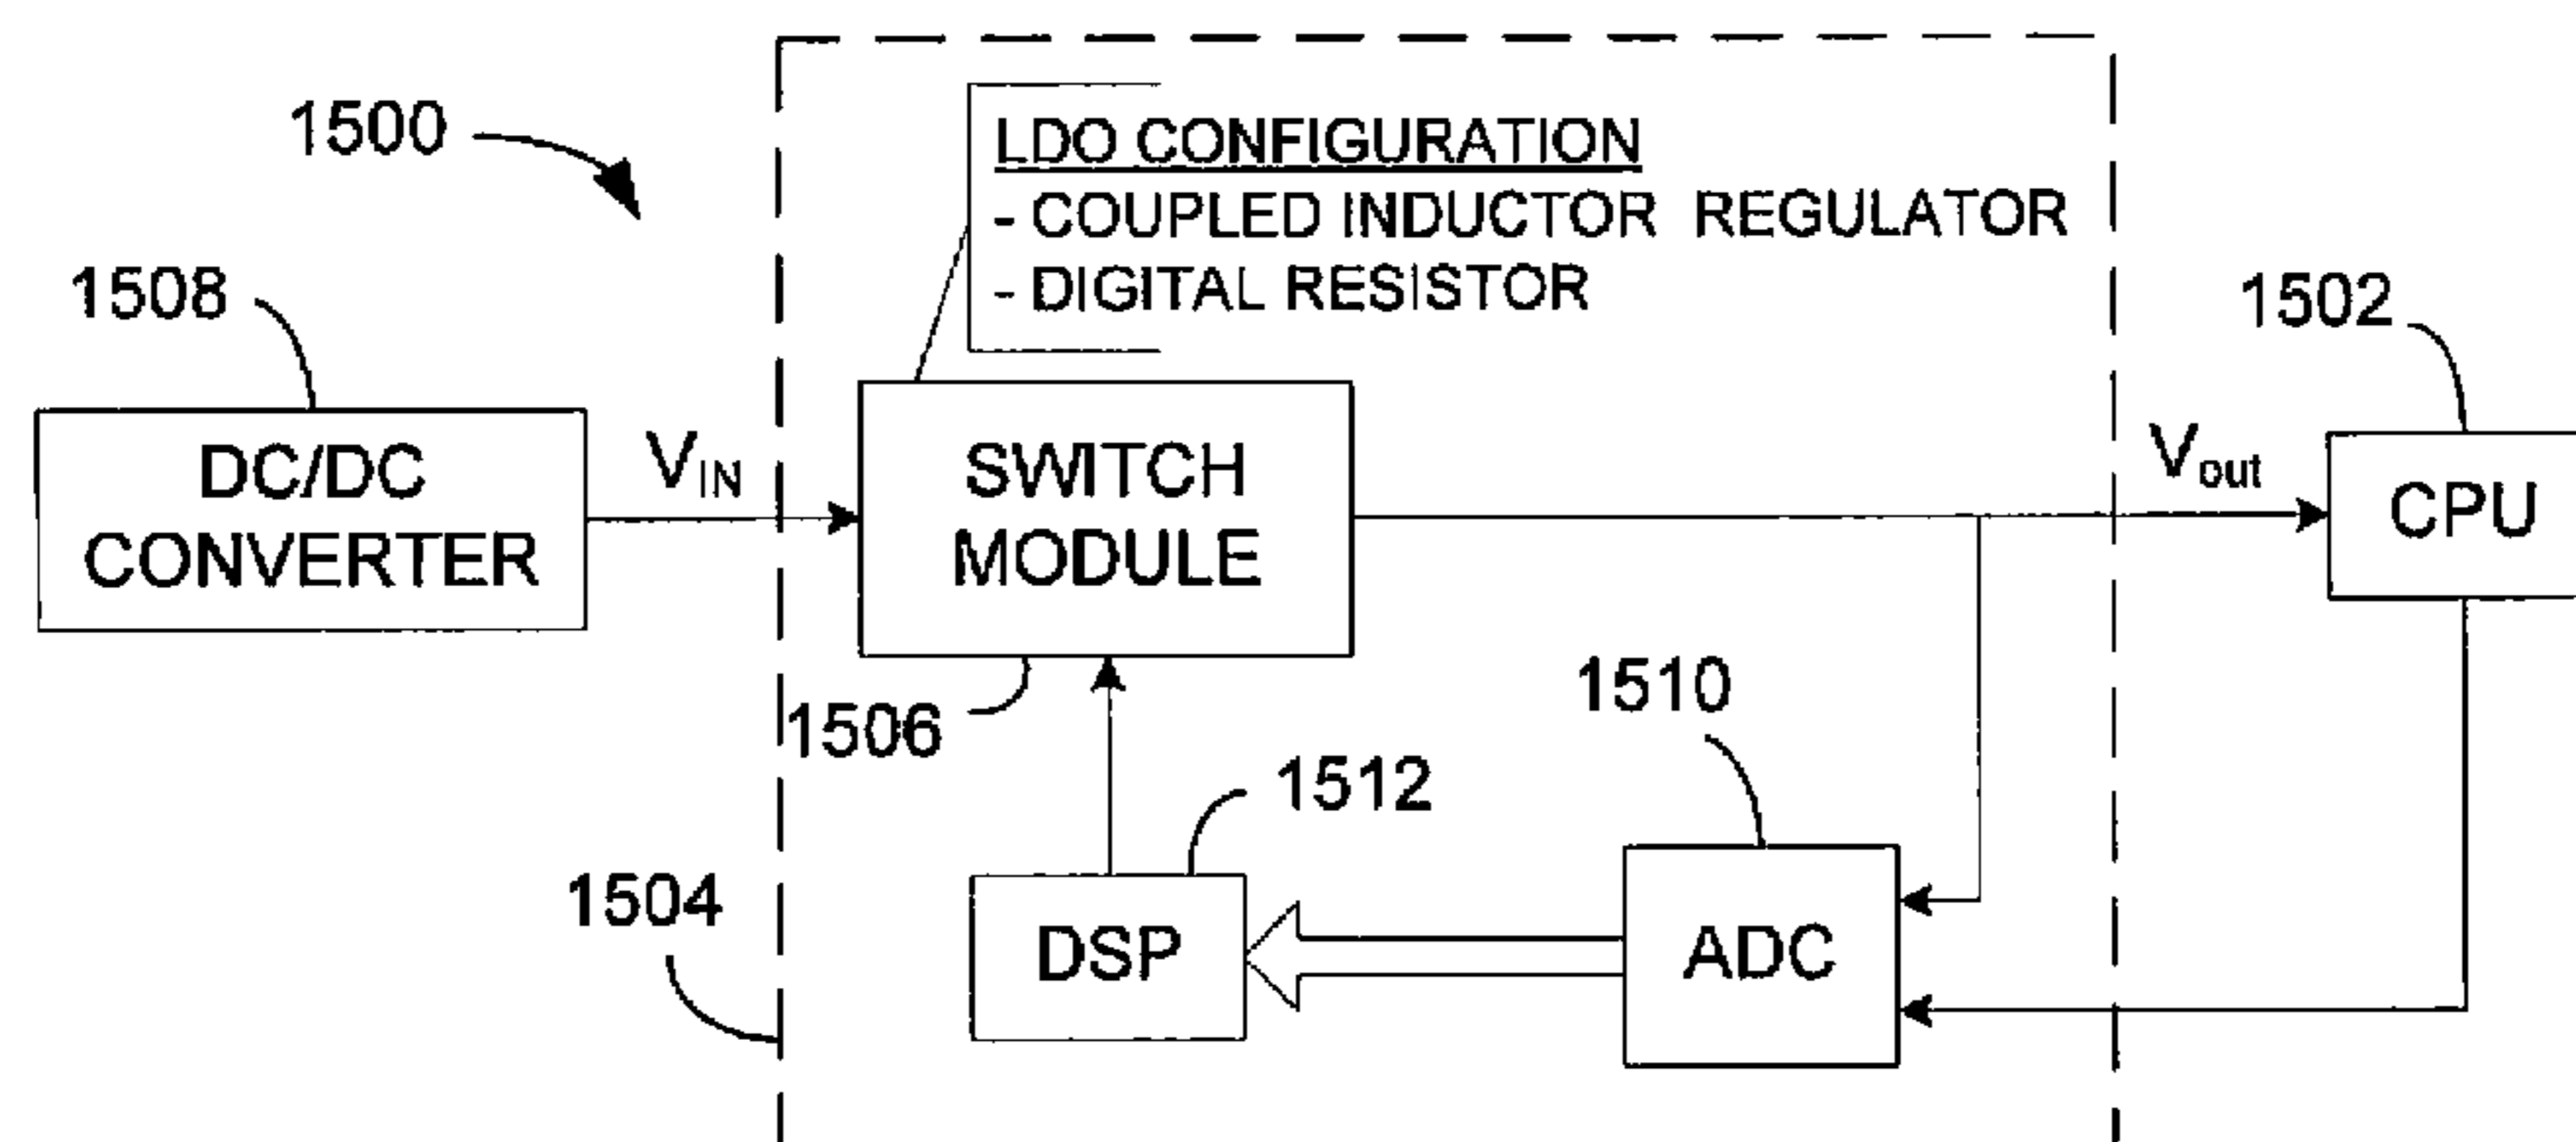 1500
LDO CONFIGURATION
- COUPLED INDUCTOR REGULATOR
- DIGITAL RESISTOR
1508
1502
DC/DC
CONVERTER
VIN
SWITCH
MODULE
Vout
CPU
1506
1510
1512
1504
DSP
ADC